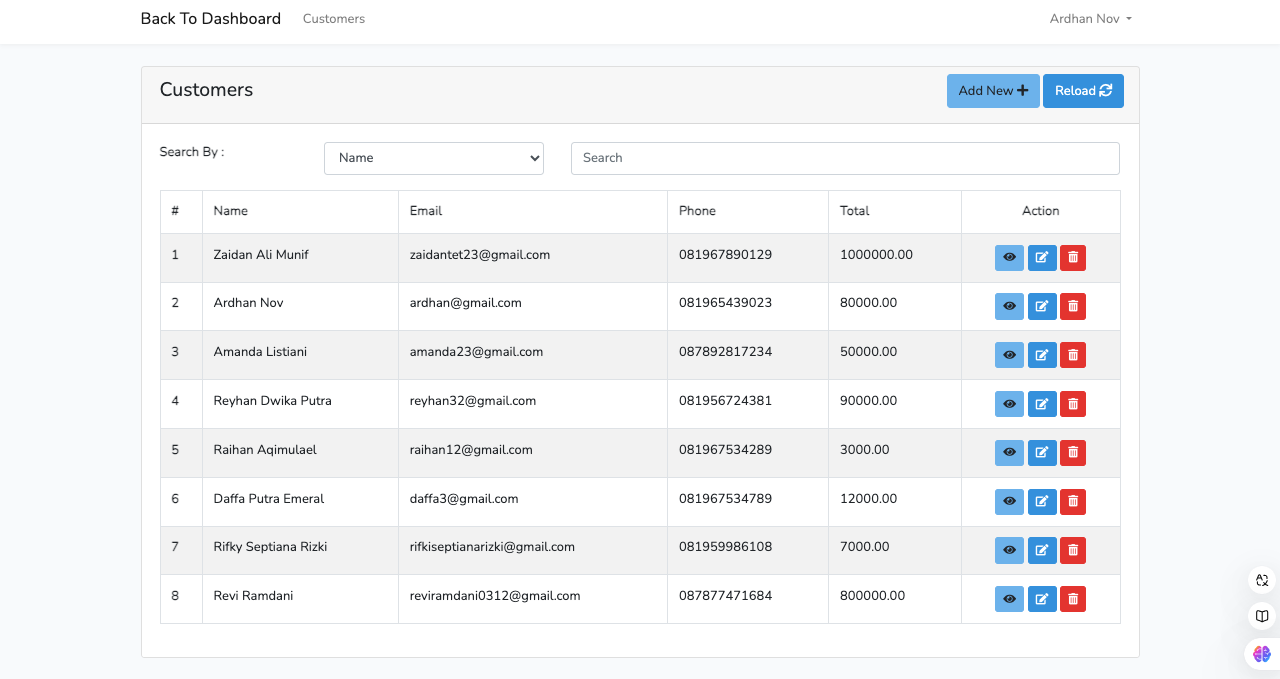 Back To Dashboard Customers Ardhan Nov
Customers Add New Reload
Search By : Name Search
# Name Email Phone Total Action
1 Zaidan Ali Munif zaidantet23@gmail.com 081967890129 1000000.00
2 Ardhan Nov ardhan@gmail.com 081965439023 80000.00
3 Amanda Listiani amanda23@gmail.com 087892817234 50000.00
4 Reyhan Dwika Putra reyhan32@gmail.com 081956724381 90000.00
5 Raihan Aqimulael raihan12@gmail.com 081967534289 3000.00
6 Daffa Putra Emeral daffa3@gmail.com 081967534789 12000.00
7 Rifky Septiana Rizki rifkiseptianarizki@gmail.com 081959986108 7000.00
8 Revi Ramdani reviramdani0312@gmail.com 087877471684 800000.00